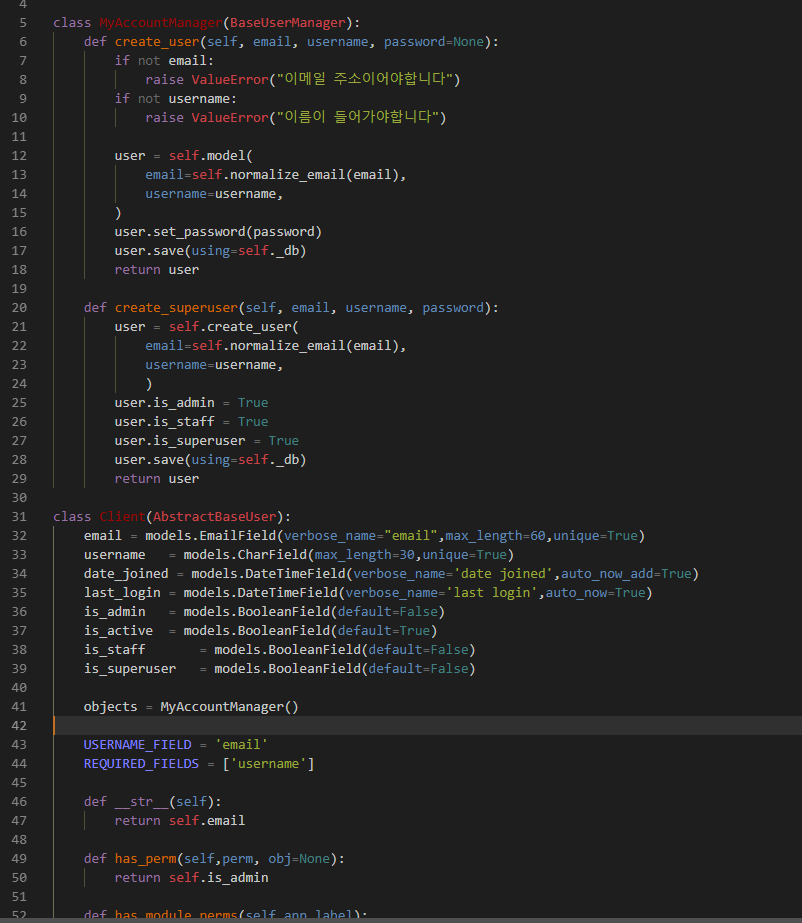 4
5 class MyAccountManager(BaseUserManager):
6     def create_user(self, email, username, password=None):
7         if not email:
8             raise ValueError("이메일 주소이어야합니다")
9         if not username:
10             raise ValueError("이름이 들어가야합니다")
11
12         user = self.model(
13             email=self.normalize_email(email),
14             username=username,
15         )
16         user.set_password(password)
17         user.save(using=self._db)
18         return user
19
20     def create_superuser(self, email, username, password):
21         user = self.create_user(
22             email=self.normalize_email(email),
23             username=username,
24             )
25         user.is_admin = True
26         user.is_staff = True
27         user.is_superuser = True
28         user.save(using=self._db)
29         return user
30
31 class Client(AbstractBaseUser):
32     email = models.EmailField(verbose_name="email",max_length=60,unique=True)
33     username   = models.CharField(max_length=30,unique=True)
34     date_joined = models.DateTimeField(verbose_name='date joined',auto_now_add=True)
35     last_login = models.DateTimeField(verbose_name='last login',auto_now=True)
36     is_admin   = models.BooleanField(default=False)
37     is_active  = models.BooleanField(default=True)
38     is_staff       = models.BooleanField(default=False)
39     is_superuser   = models.BooleanField(default=False)
40
41     objects = MyAccountManager()
42
43     USERNAME_FIELD = 'email'
44     REQUIRED_FIELDS = ['username']
45
46     def __str__(self):
47         return self.email
48
49     def has_perm(self,perm, obj=None):
50         return self.is_admin
51
52     def has_module_perms(self,app_label):